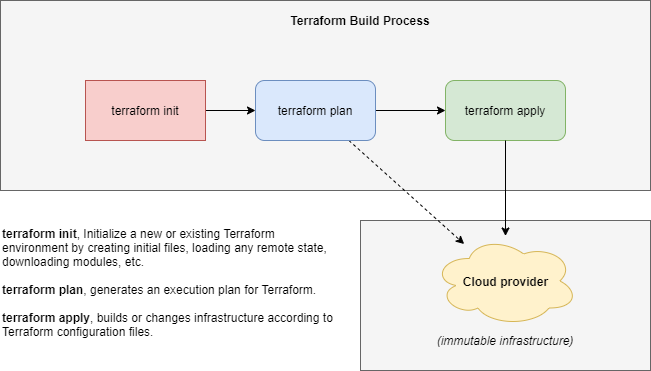 Terraform Build Process
terraform init
terraform plan
terraform apply
terraform init, Initialize a new or existing Terraform
environment by creating initial files, loading any remote state,
downloading modules, etc.
terraform plan, generates an execution plan for Terraform.
terraform apply, builds or changes infrastructure according to
Terraform configuration files.
Cloud provider
(immutable infrastructure)